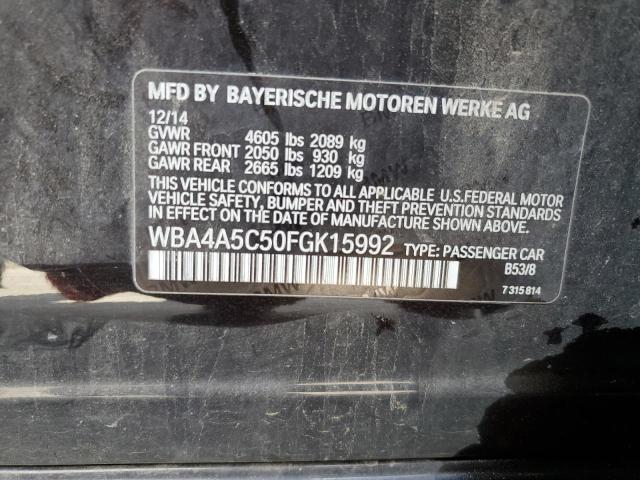 MFD BY BAYERISCHE MOTOREN WERKE AG
12/14
GVWR 4605 lbs 2089 kg
GAWR FRONT 2050 lbs 930 kg
GAWR REAR 2665 lbs 1209 kg
THIS VEHICLE CONFORMS TO ALL APPLICABLE U.S.FEDERAL MOTOR
VEHICLE SAFETY, BUMPER, AND THEFT PREVENTION STANDARDS
IN EFFECT ON THE DATE OF MANUFACTURE SHOWN ABOVE.
WBA4A5C50FGK15992 TYPE: PASSENGER CAR
B53/8
7 315 814